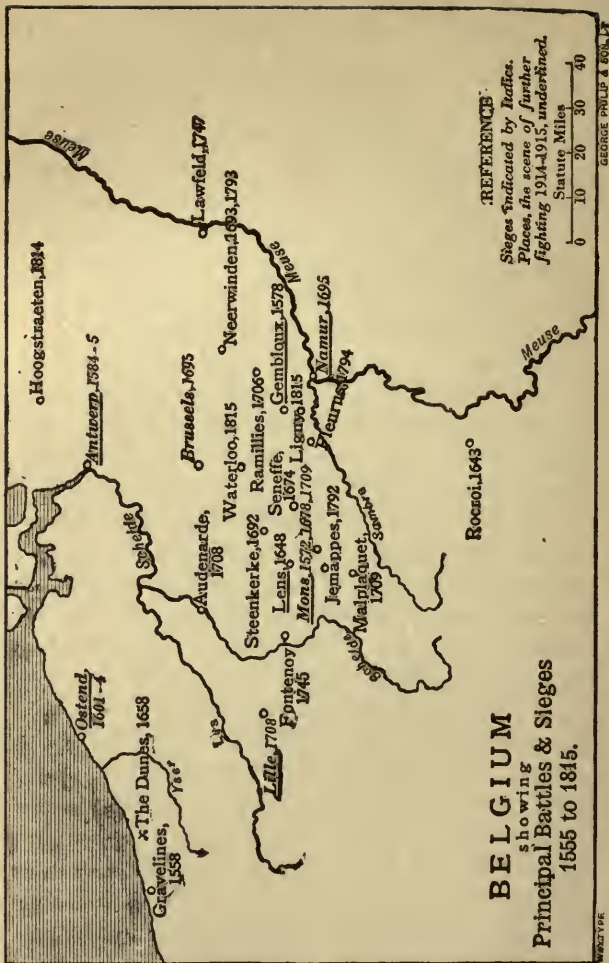 BELGIUM
showing
Principal Battles & Sieges
1555 to 1815.
REFERENCE
Sieges indicated by Italics.
Places, the scene of further
fighting 1914-1915, underlined.
Statute Miles
0 10 20 30 40
Hoogstraeten, 1814
Meuse
Antwerp, 1584-5
Schelde
Lawfeld, 1747
Neerwinden, 1693, 1793
Brussels, 1695
Ostend,
1601-4
The Dunes, 1658
Yser
Gravelines,
1558
Audenarde,
1708
Waterloo, 1815
Ramillies, 1706
Meuse
Lys
Steenkerke, 1692
Seneffe,
1674
Gembloux, 1578
Lens, 1648
Ligny, 1815
Namur, 1695
Lille, 1708
Fontenoy
1745
Mons, 1572, 1678, 1709
Fleurus, 1794
Jemappes, 1792
Malplaquet,
1709
Sambre
Schelde
Rocroi, 1643
Meuse
WAXTYPE
GEORGE PHILIP & SON, LT